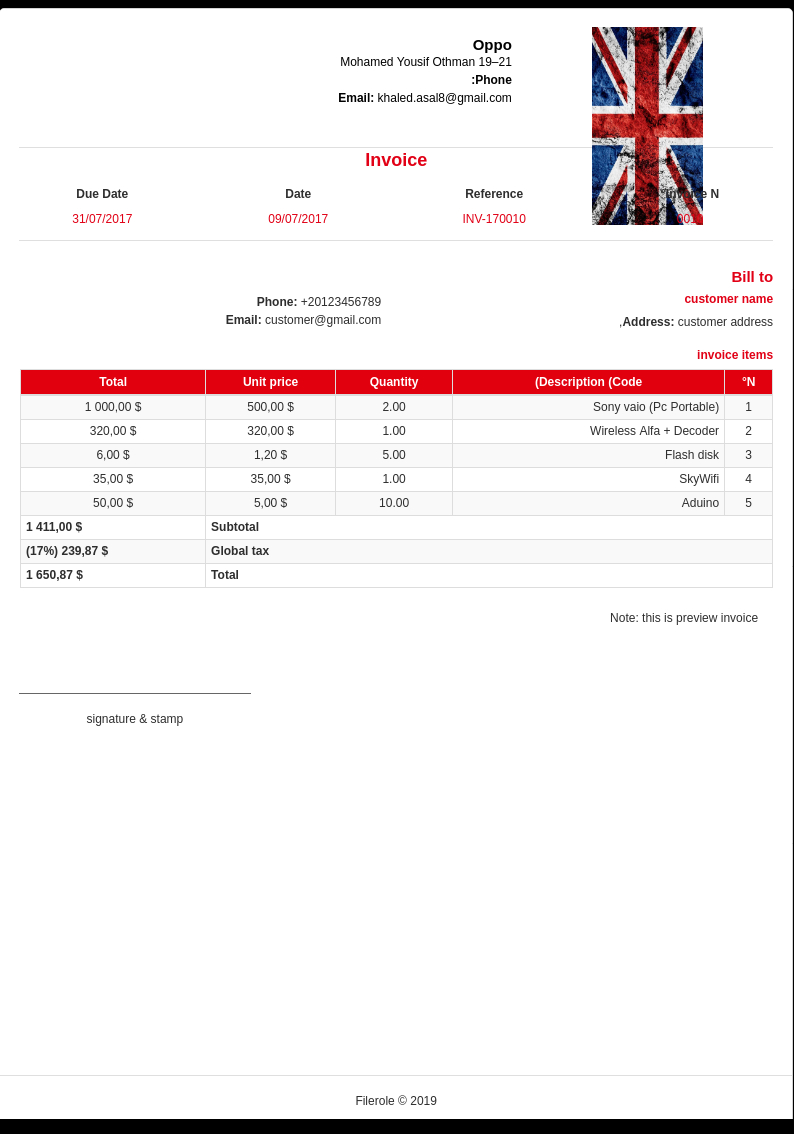 Oppo
Mohamed Yousif Othman 19–21
:Phone
Email: khaled.asal8@gmail.com
Invoice
Due Date Date Reference N
31/07/2017 09/07/2017 INV-170010
Bill to
customer name
,Address: customer address
Phone: +20123456789
Email: customer@gmail.com
invoice items
Total Unit price Quantity (Description (Code °N
1 000,00 $ 500,00 $ 2.00 Sony vaio (Pc Portable) 1
320,00 $ 320,00 $ 1.00 Wireless Alfa + Decoder 2
6,00 $ 1,20 $ 5.00 Flash disk 3
35,00 $ 35,00 $ 1.00 SkyWifi 4
50,00 $ 5,00 $ 10.00 Aduino 5
1 411,00 $ Subtotal
(17%) 239,87 $ Global tax
1 650,87 $ Total
Note: this is preview invoice
signature & stamp
Filerole © 2019